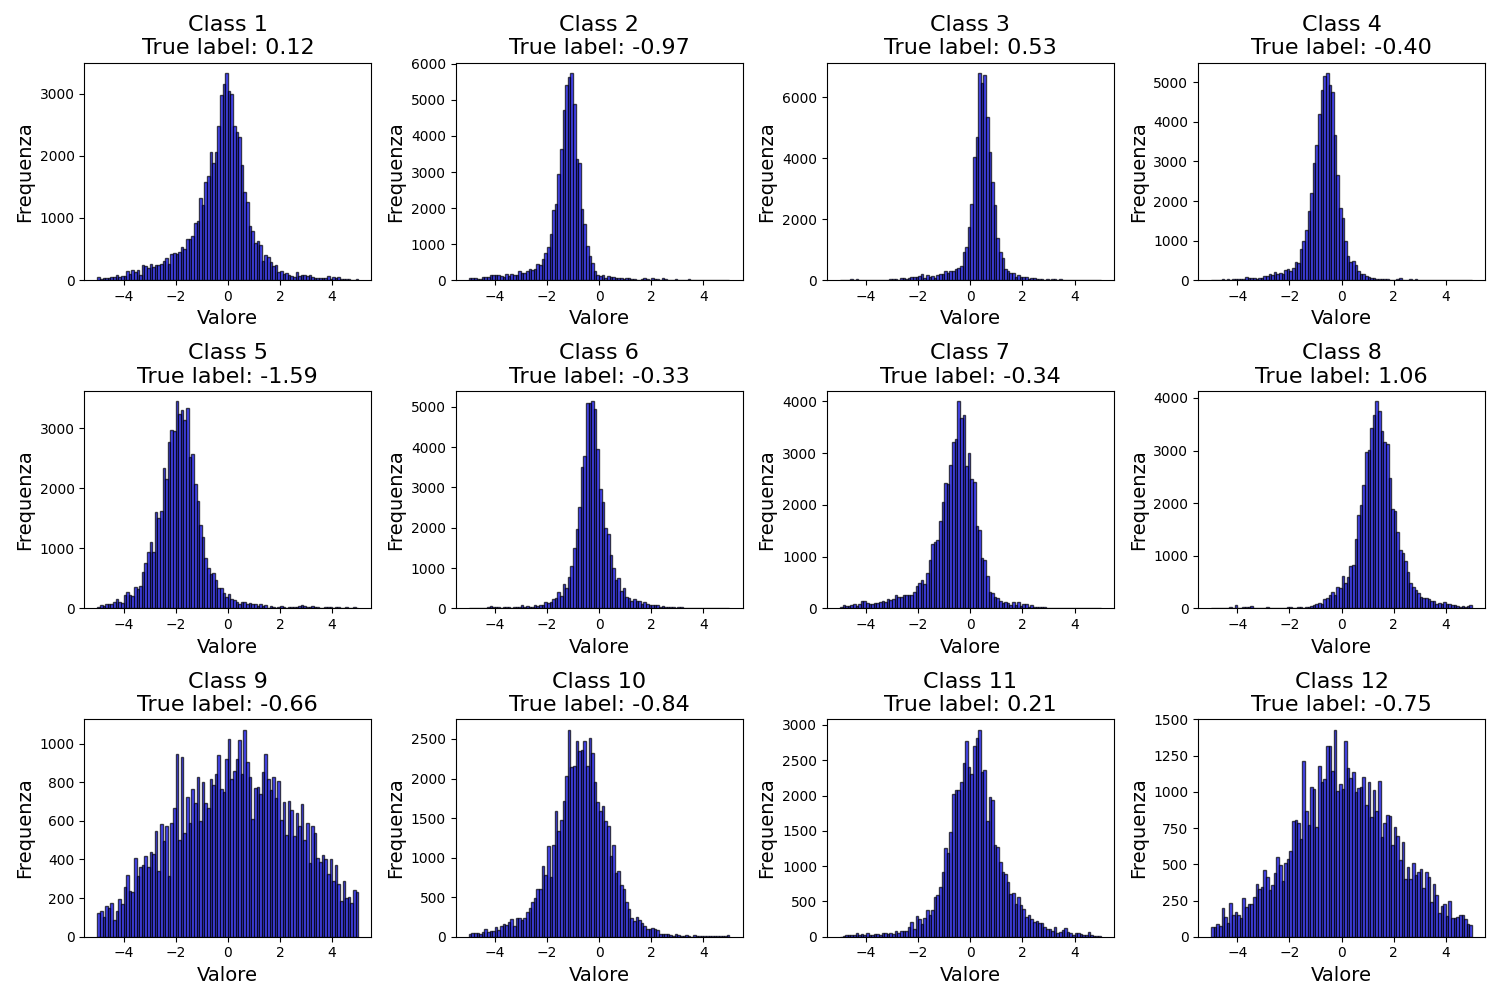 Class 1
True label: 0.12
Frequenza
3000
2000
1000
0
−4 −2 0 2 4
Valore
Class 2
True label: -0.97
Frequenza
6000
5000
4000
3000
2000
1000
0
−4 −2 0 2 4
Valore
Class 3
True label: 0.53
Frequenza
6000
4000
2000
0
−4 −2 0 2 4
Valore
Class 4
True label: -0.40
Frequenza
5000
4000
3000
2000
1000
0
−4 −2 0 2 4
Valore
Class 5
True label: -1.59
Frequenza
3000
2000
1000
0
−4 −2 0 2 4
Valore
Class 6
True label: -0.33
Frequenza
5000
4000
3000
2000
1000
0
−4 −2 0 2 4
Valore
Class 7
True label: -0.34
Frequenza
4000
3000
2000
1000
0
−4 −2 0 2 4
Valore
Class 8
True label: 1.06
Frequenza
4000
3000
2000
1000
0
−4 −2 0 2 4
Valore
Class 9
True label: -0.66
Frequenza
1000
800
600
400
200
0
−4 −2 0 2 4
Valore
Class 10
True label: -0.84
Frequenza
2500
2000
1500
1000
500
0
−4 −2 0 2 4
Valore
Class 11
True label: 0.21
Frequenza
3000
2500
2000
1500
1000
500
0
−4 −2 0 2 4
Valore
Class 12
True label: -0.75
Frequenza
1500
1250
1000
750
500
250
0
−4 −2 0 2 4
Valore